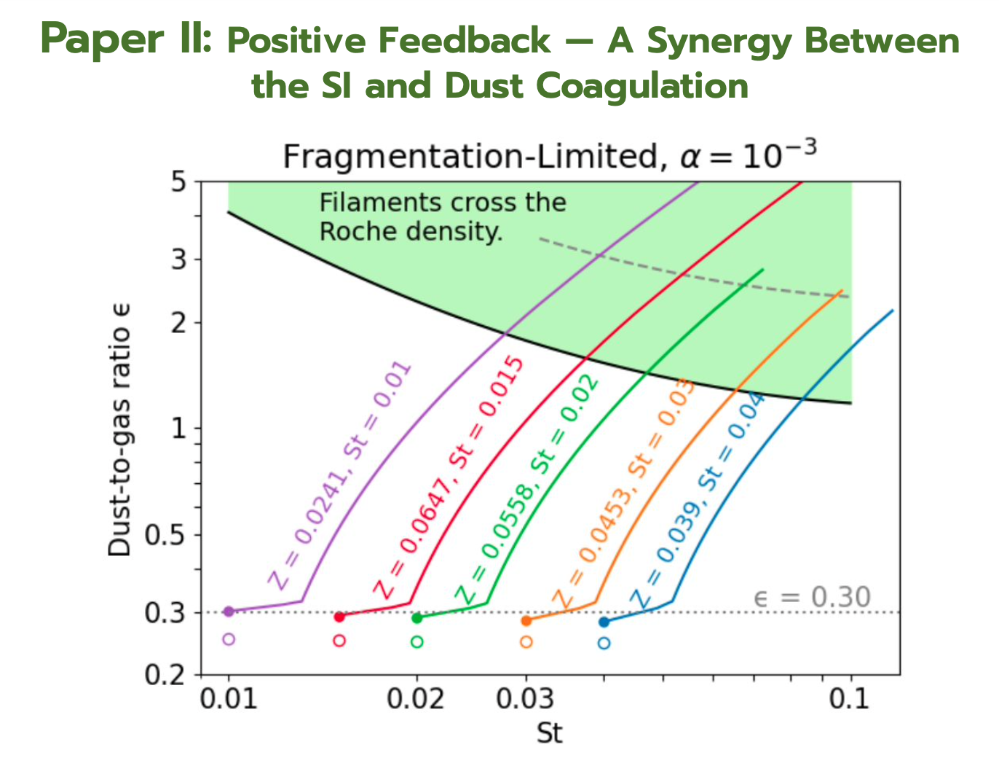 Paper II: Positive Feedback — A Synergy Between
the SI and Dust Coagulation
Fragmentation-Limited, α = 10⁻³
Filaments cross the
Roche density.
Z = 0.0241, St = 0.01
Z = 0.0647, St = 0.015
Z = 0.0558, St = 0.02
Z = 0.0453, St = 0.03
Z = 0.039, St = 0.04
ϵ = 0.30
Dust-to-gas ratio ϵ
5
3
2
1
0.5
0.3
0.2
0.01
0.02
0.03
0.1
St